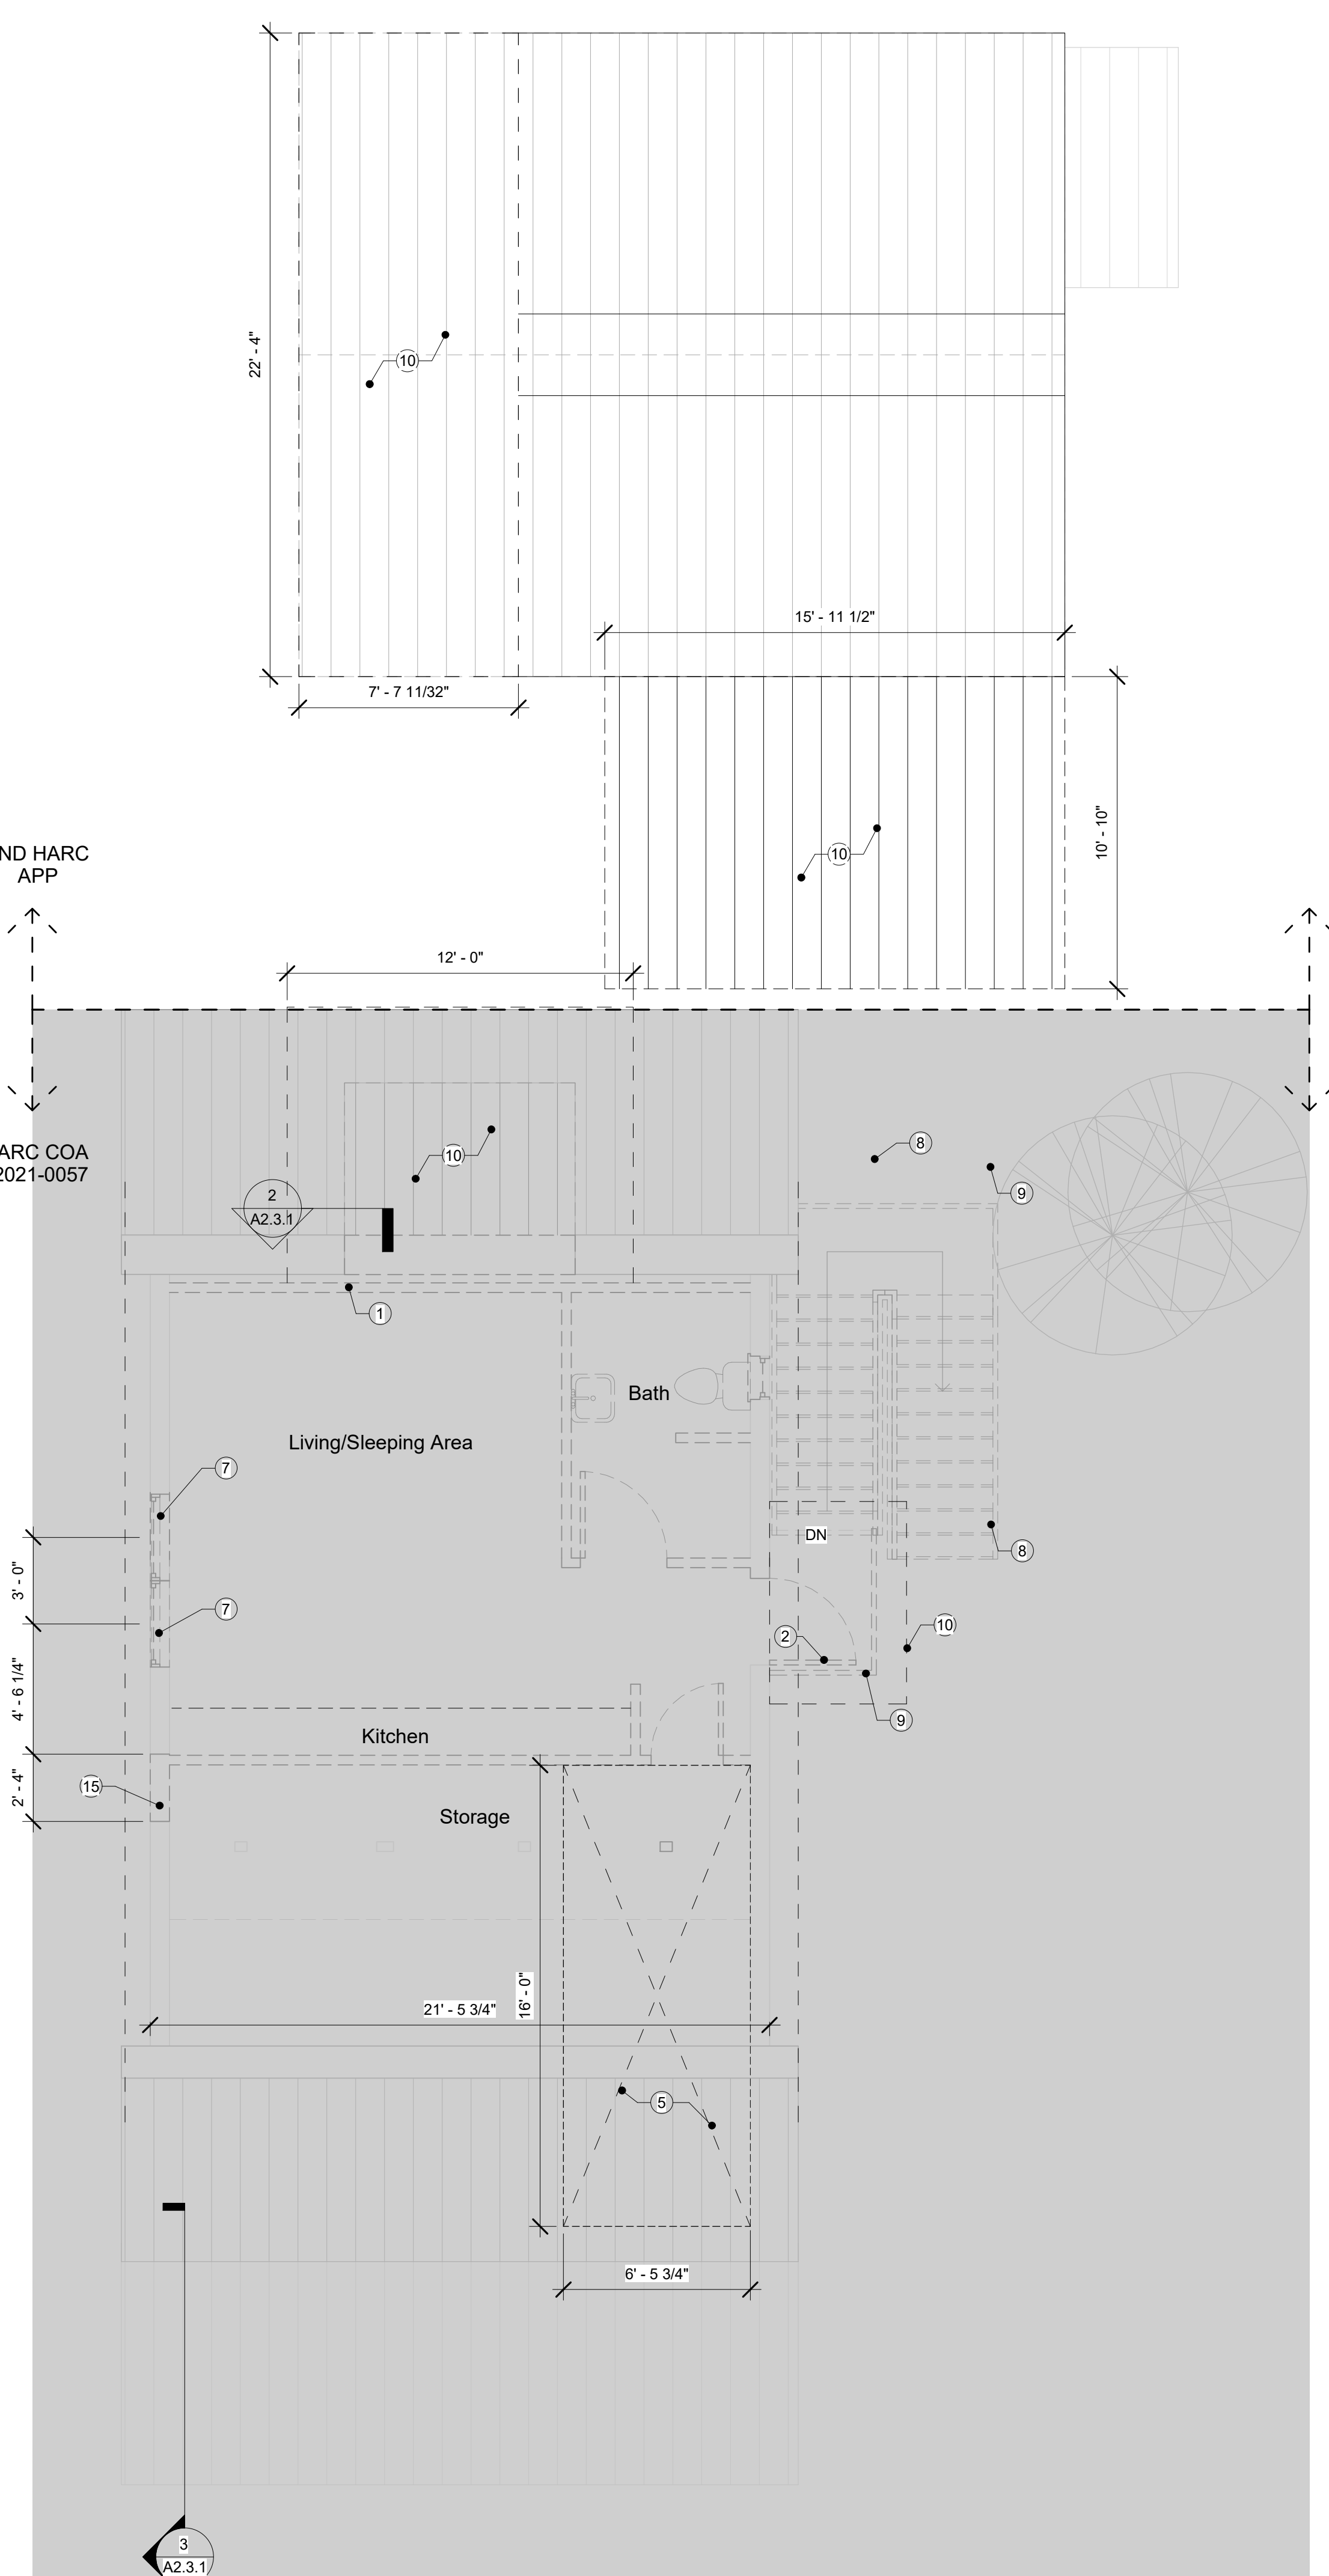 22' - 4"
10
15' - 11 1/2"
7' - 7 11/32"
10
10' - 10"
ND HARC
APP
12' - 0"
ARC COA
2021-0057
10
8
9
2
A2.3.1
1
Bath
Living/Sleeping Area
7
DN
8
3' - 0"
7
2
10
4' - 6 1/4"
9
Kitchen
15
2' - 4"
Storage
16' - 0"
21' - 5 3/4"
5
6' - 5 3/4"
3
A2.3.1